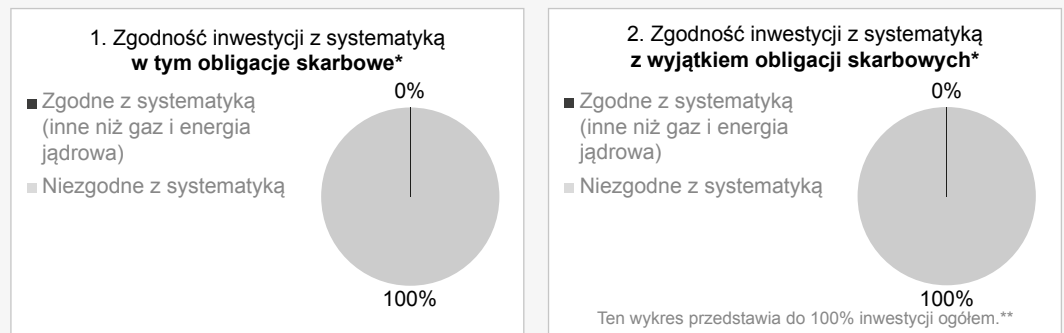 1. Zgodność inwestycji z systematyką
w tym obligacje skarbowe*
Zgodne z systematyką
(inne niż gaz i energia
jądrowa)
Niezgodne z systematyką
0%
100%
2. Zgodność inwestycji z systematyką
z wyjątkiem obligacji skarbowych*
Zgodne z systematyką
(inne niż gaz i energia
jądrowa)
Niezgodne z systematyką
0%
100%
Ten wykres przedstawia do 100% inwestycji ogółem.**